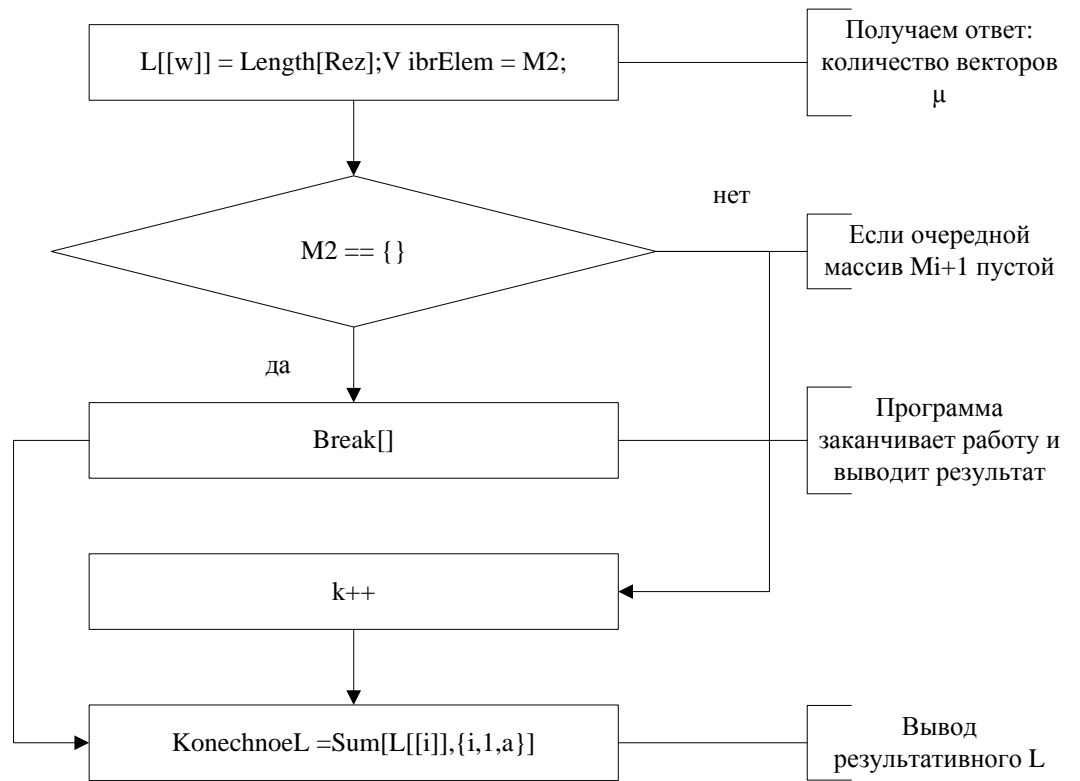 L[[w]] = Length[Rez];V ibrElem = M2;
Получаем ответ:
количество векторов
μ
M2 == {}
нет
Если очередной
массив Mi+1 пустой
да
Break[]
Программа
заканчивает работу и
выводит результат
k++
KonechnoeL =Sum[L[[i]],{i,1,a}]
Вывод
результативного L